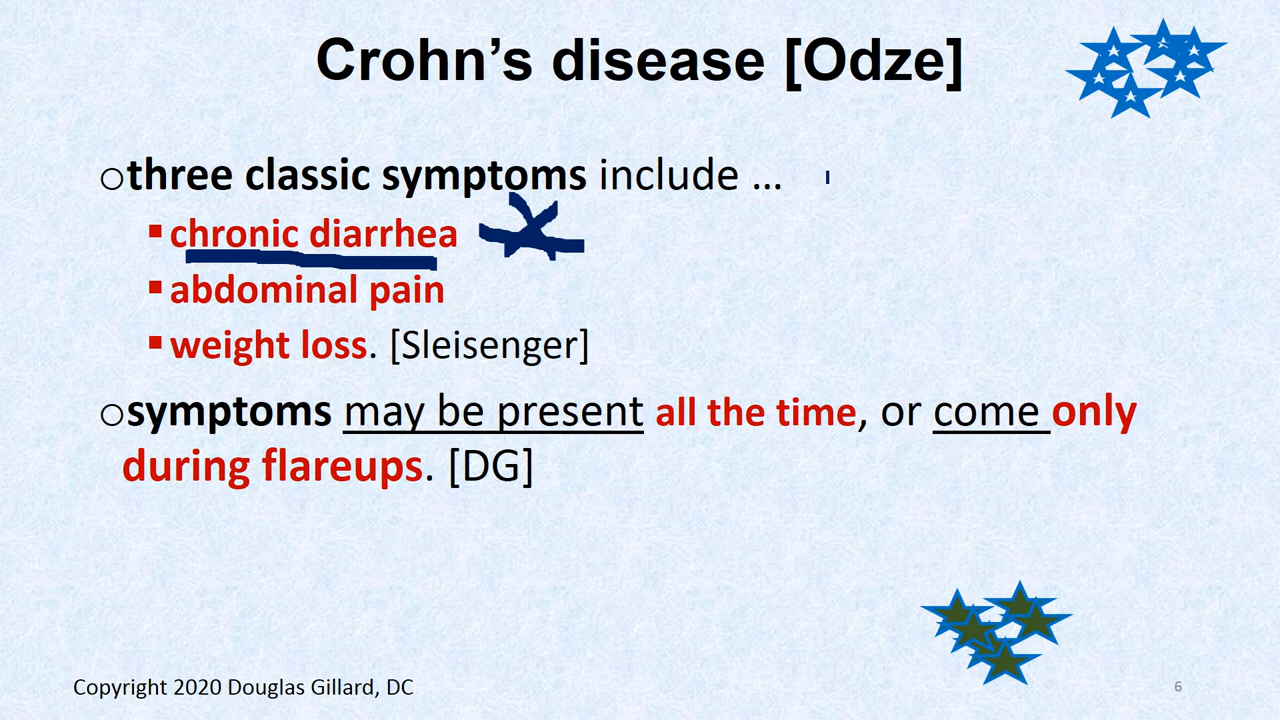 Crohn’s disease [Odze]
○three classic symptoms include …
▪chronic diarrhea
▪abdominal pain
▪weight loss. [Sleisenger]
○symptoms may be present all the time, or come only
during flareups. [DG]
Copyright 2020 Douglas Gillard, DC
6